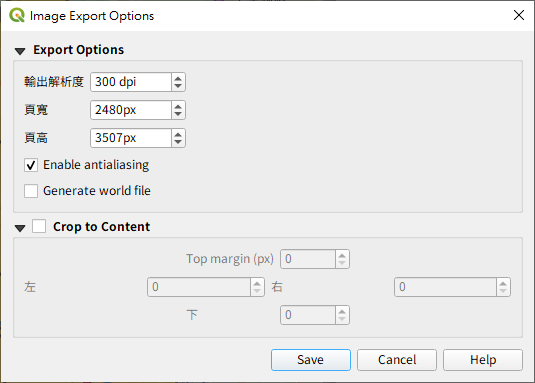 Image Export Options
Export Options
輸出解析度 300 dpi
頁寬 2480px
頁高 3507px
Enable antialiasing
Generate world file
Crop to Content
Top margin (px) 0
左 0 右 0
下 0
Save Cancel Help